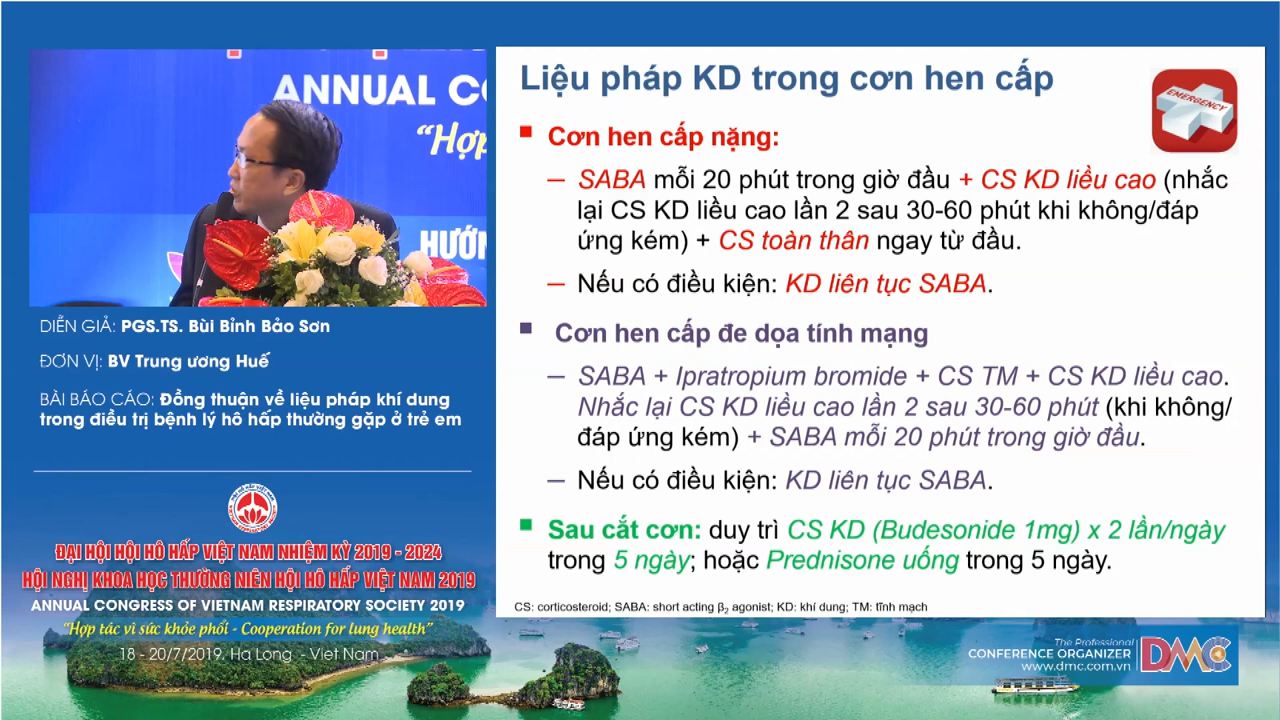 ANNUAL CO
“Hợp
HƯỚN
DIỄN GIẢ: PGS.TS. Bùi Bỉnh Bảo Sơn
ĐƠN VỊ: BV Trung ương Huế
BÀI BÁO CÁO: Đồng thuận về liệu pháp khí dung
trong điều trị bệnh lý hô hấp thường gặp ở trẻ em
ĐẠI HỘI HỘI HÔ HẤP VIỆT NAM NHIỆM KỲ 2019 - 2024
HỘI NGHỊ KHOA HỌC THƯỜNG NIÊN HỘI HÔ HẤP VIỆT NAM 2019
ANNUAL CONGRESS OF VIETNAM RESPIRATORY SOCIETY 2019
“Hợp tác vì sức khỏe phổi - Cooperation for lung health”
18 - 20/7/2019. Ha Long - Viet Nam
Liệu pháp KD trong cơn hen cấp
EMERGENCY
Cơn hen cấp nặng:
– SABA mỗi 20 phút trong giờ đầu + CS KD liều cao (nhắc
lại CS KD liều cao lần 2 sau 30-60 phút khi không/đáp
ứng kém) + CS toàn thân ngay từ đầu.
– Nếu có điều kiện: KD liên tục SABA.
Cơn hen cấp đe dọa tính mạng
– SABA + Ipratropium bromide + CS TM + CS KD liều cao.
Nhắc lại CS KD liều cao lần 2 sau 30-60 phút (khi không/
đáp ứng kém) + SABA mỗi 20 phút trong giờ đầu.
– Nếu có điều kiện: KD liên tục SABA.
Sau cắt cơn: duy trì CS KD (Budesonide 1mg) x 2 lần/ngày
trong 5 ngày; hoặc Prednisone uống trong 5 ngày.
CS: corticosteroid; SABA: short acting β2 agonist; KD: khí dung; TM: tĩnh mạch
The Professional
CONFERENCE ORGANIZER
www.dmc.com.vn
DMC